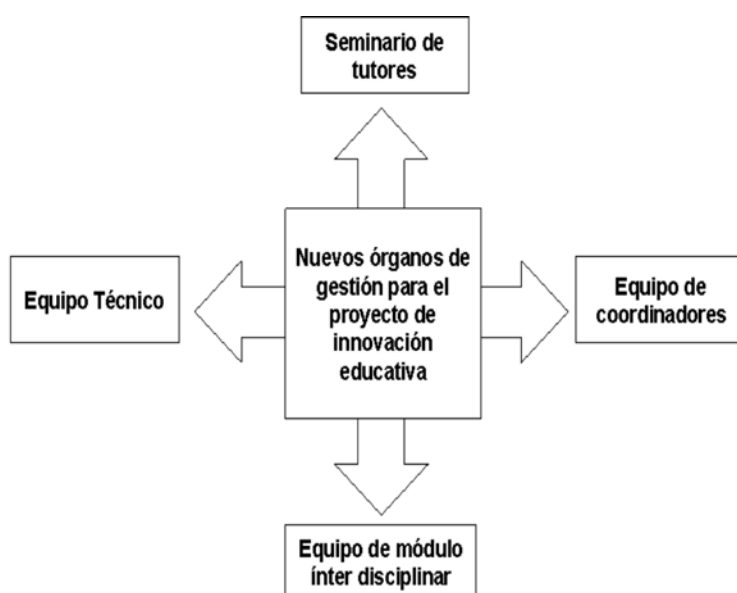 Seminario de
tutores
Nuevos órganos de
gestión para el
proyecto de
innovación
educativa
Equipo Técnico
Equipo de
coordinadores
Equipo de módulo
ínter disciplinar